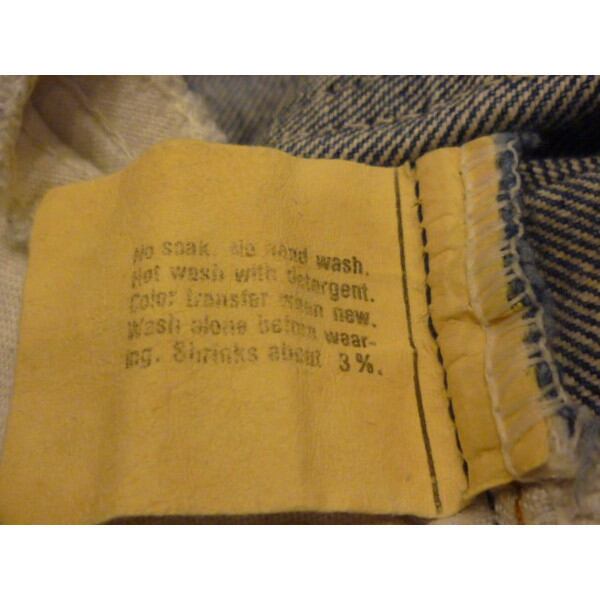 No soak. No hand wash.
Hot wash with detergent.
Color transfer when new.
Wash alone before wear-
ing. Shrinks about 3%.